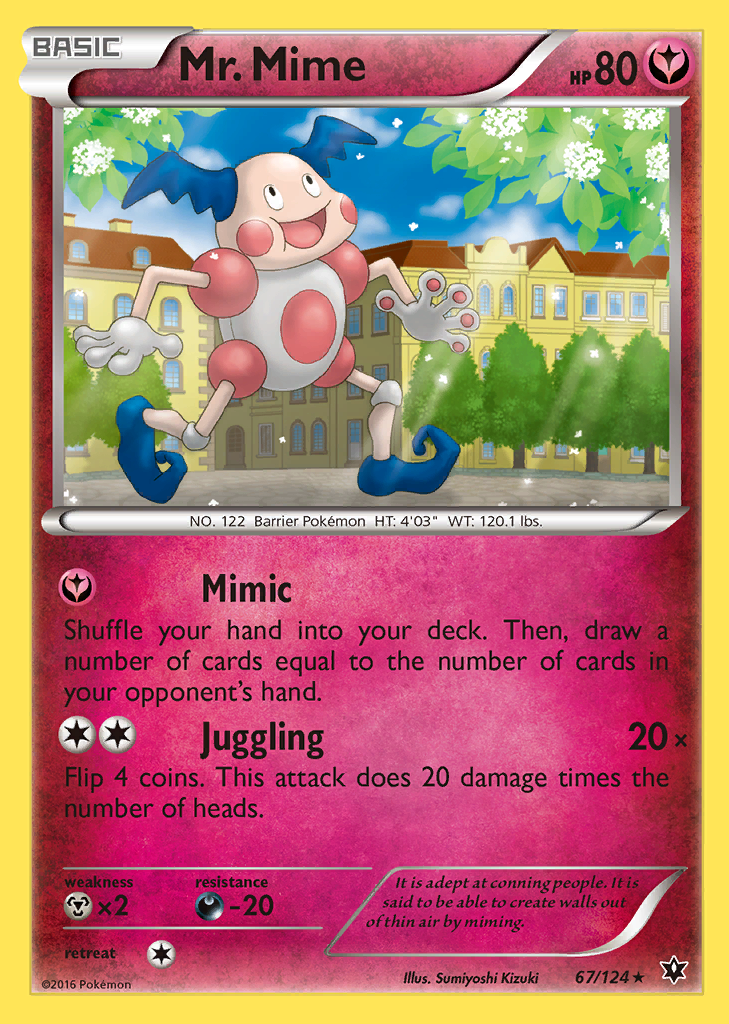 BASIC
Mr. Mime
HP 80
NO. 122 Barrier Pokémon HT: 4'03" WT: 120.1 lbs.
Mimic
Shuffle your hand into your deck. Then, draw a
number of cards equal to the number of cards in
your opponent's hand.
Juggling 20×
Flip 4 coins. This attack does 20 damage times the
number of heads.
weakness
×2
resistance
-20
It is adept at conning people. It is
said to be able to create walls out
of thin air by miming.
retreat
©2016 Pokémon
Illus. Sumiyoshi Kizuki
67/124 ★